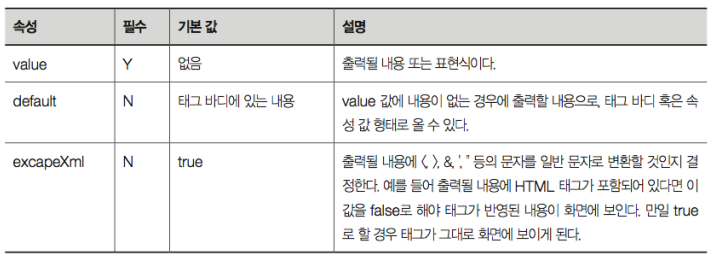 속성 필수 기본 값 설명
value Y 없음 출력될 내용 또는 표현식이다.
default N 태그 바디에 있는 내용 value 값에 내용이 없는 경우에 출력할 내용으로, 태그 바디 혹은 속
성 값 형태로 올 수 있다.
excapeXml N true 출력될 내용에 〈, 〉, &, ', " 등의 문자를 일반 문자로 변환할 것인지 결
정한다. 예를 들어 출력될 내용에 HTML 태그가 포함되어 있다면 이
값을 false로 해야 태그가 반영된 내용이 화면에 보인다. 만일 true
로 할 경우 태그가 그대로 화면에 보이게 된다.